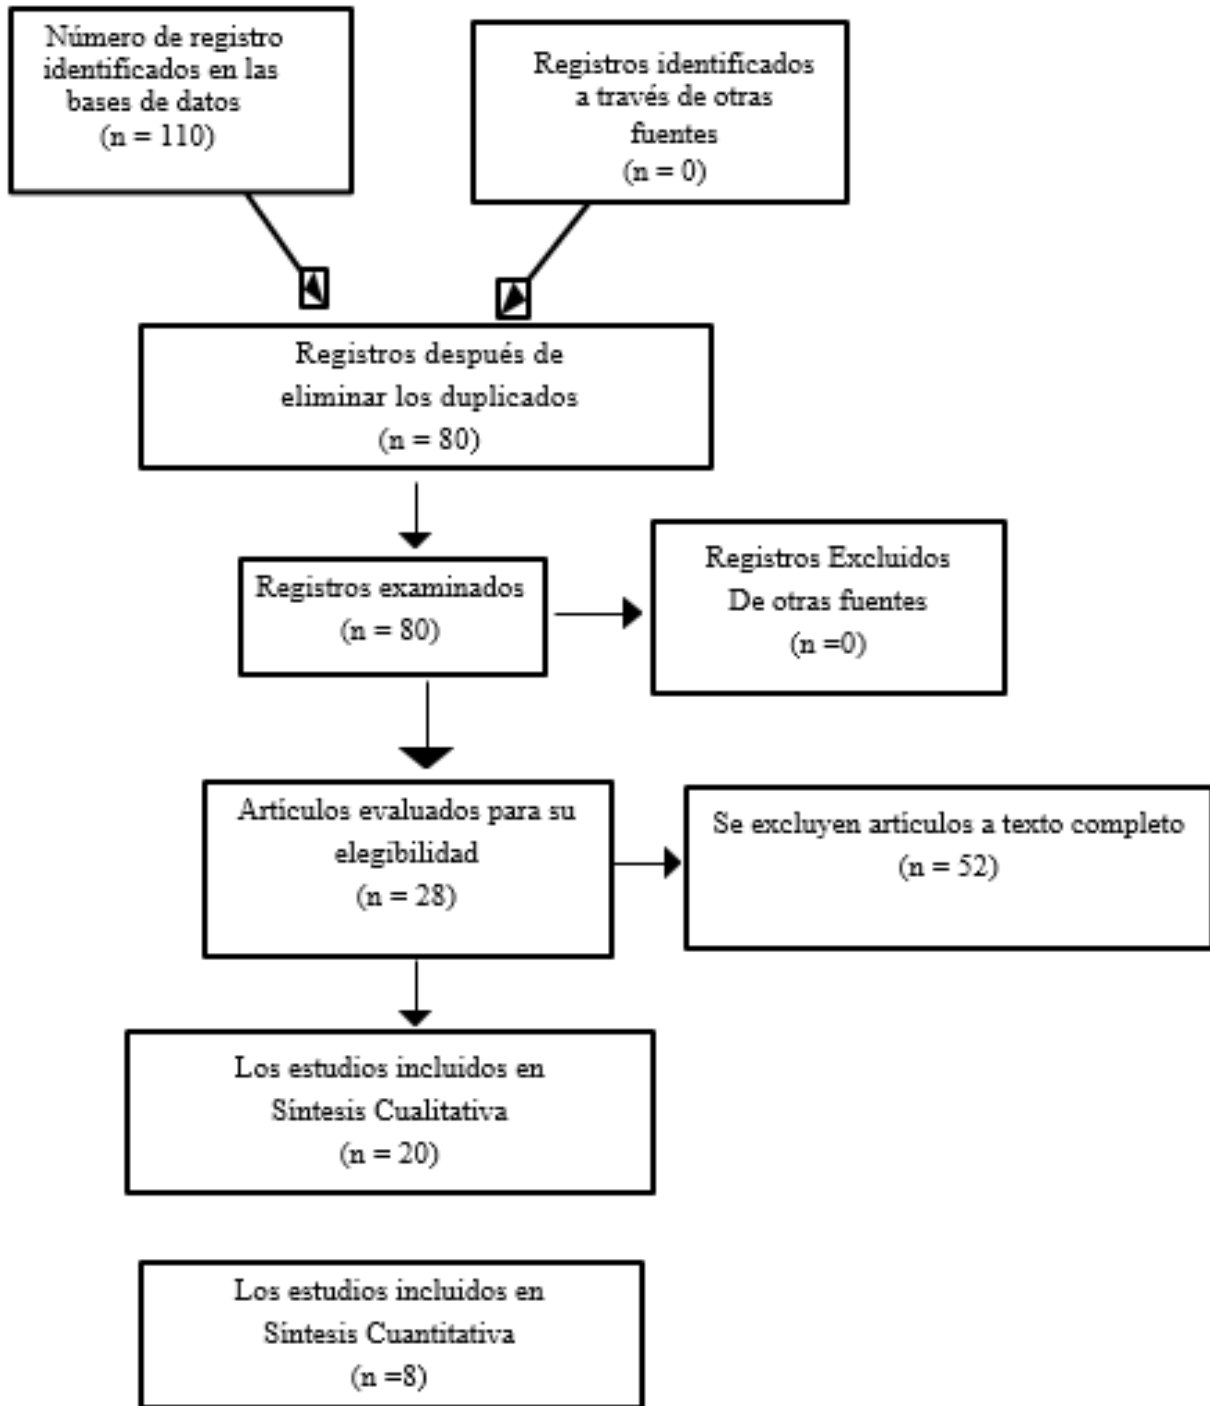 Número de registro
identificados en las
bases de datos
(n = 110)
Registros identificados
a través de otras
fuentes
(n = 0)
Registros después de
eliminar los duplicados
(n = 80)
Registros examinados
(n = 80)
Registros Excluidos
De otras fuentes
(n =0)
Artículos evaluados para su
elegibilidad
(n = 28)
Se excluyen artículos a texto completo
(n = 52)
Los estudios incluidos en
Síntesis Cualitativa
(n = 20)
Los estudios incluidos en
Síntesis Cuantitativa
(n =8)